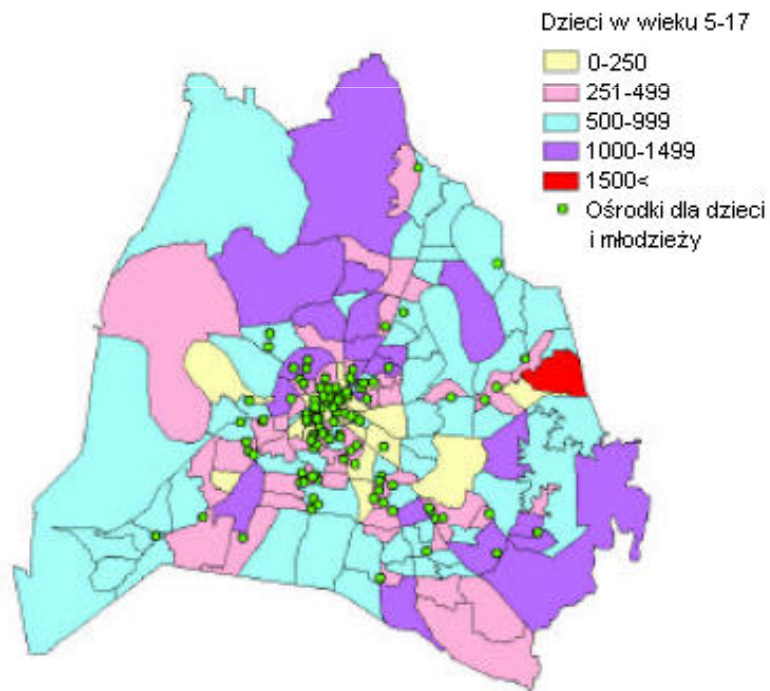 Dzieci w wieku 5-17
0-250
251-499
500-999
1000-1499
1500<
Ośrodki dla dzieci
i młodzieży